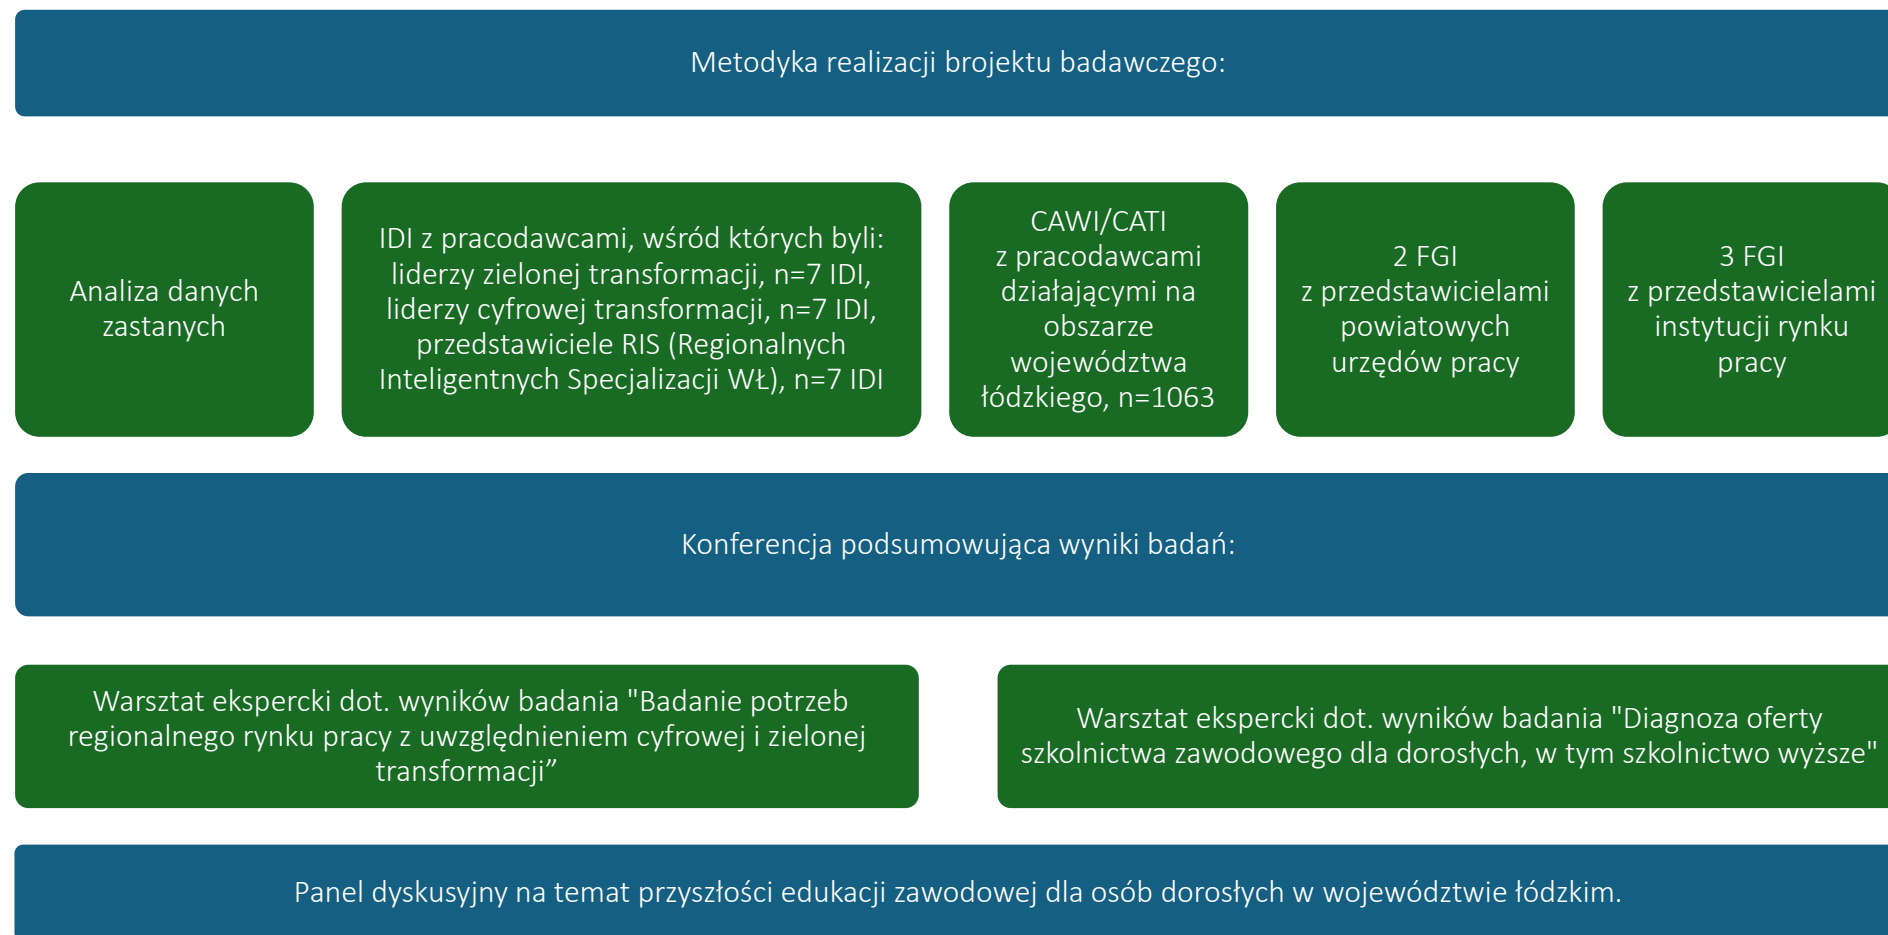 Metodyka realizacji brojektu badawczego:
Analiza danych
zastanych
IDI z pracodawcami, wśród których byli:
liderzy zielonej transformacji, n=7 IDI,
liderzy cyfrowej transformacji, n=7 IDI,
przedstawiciele RIS (Regionalnych
Inteligentnych Specjalizacji WŁ), n=7 IDI
CAWI/CATI
z pracodawcami
działającymi na
obszarze
województwa
łódzkiego, n=1063
2 FGI
z przedstawicielami
powiatowych
urzędów pracy
3 FGI
z przedstawicielami
instytucji rynku
pracy
Konferencja podsumowująca wyniki badań:
Warsztat ekspercki dot. wyników badania "Badanie potrzeb
regionalnego rynku pracy z uwzględnieniem cyfrowej i zielonej
transformacji”
Warsztat ekspercki dot. wyników badania "Diagnoza oferty
szkolnictwa zawodowego dla dorosłych, w tym szkolnictwo wyższe"
Panel dyskusyjny na temat przyszłości edukacji zawodowej dla osób dorosłych w województwie łódzkim.